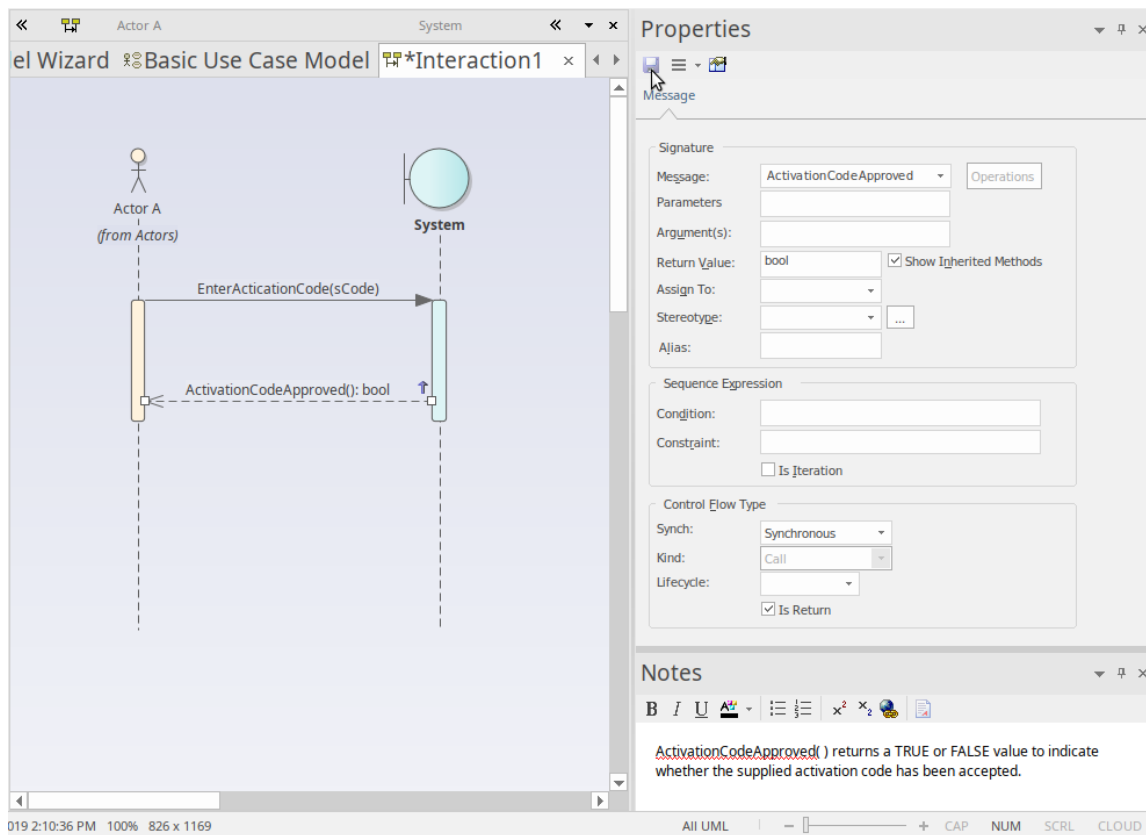 Actor A System
el Wizard Basic Use Case Model *Interaction1
Actor A
(from Actors)
System
EnterActicationCode(sCode)
ActivationCodeApproved(): bool
019 2:10:36 PM 100% 826 x 1169
Properties
Message
Signature
Message: ActivationCodeApproved Operations
Parameters
Argument(s):
Return Value: bool Show Inherited Methods
Assign To:
Stereotype: ...
Alias:
Sequence Expression
Condition:
Constraint:
Is Iteration
Control Flow Type
Synch: Synchronous
Kind: Call
Lifecycle:
Is Return
Notes
B I U A x² x₂
ActivationCodeApproved( ) returns a TRUE or FALSE value to indicate
whether the supplied activation code has been accepted.
All UML CAP NUM SCRL CLOUD